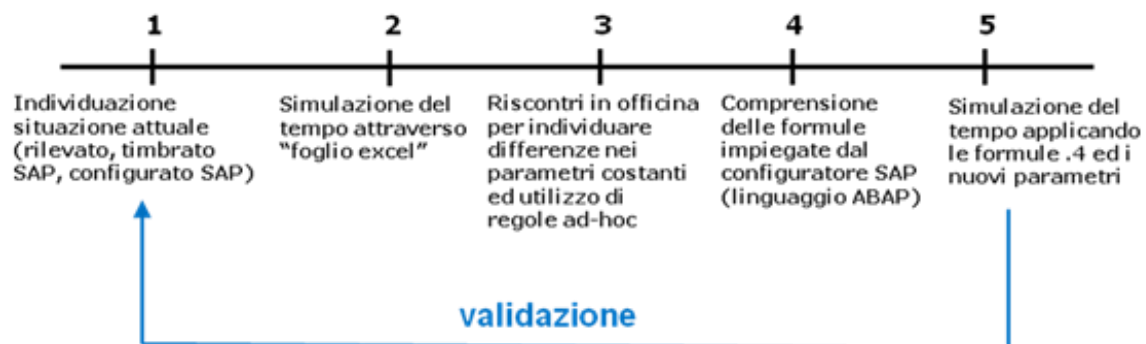 1
2
3
4
5
Individuazione
situazione attuale
(rilevato, timbrato
SAP, configurato SAP)
Simulazione del
tempo attraverso
“foglio excel”
Riscontri in officina
per individuare
differenze nei
parametri costanti
ed utilizzo di
regole ad-hoc
Comprensione
delle formule
impiegate dal
configuratore SAP
(linguaggio ABAP)
Simulazione del
tempo applicando
le formule .4 ed i
nuovi parametri
validazione